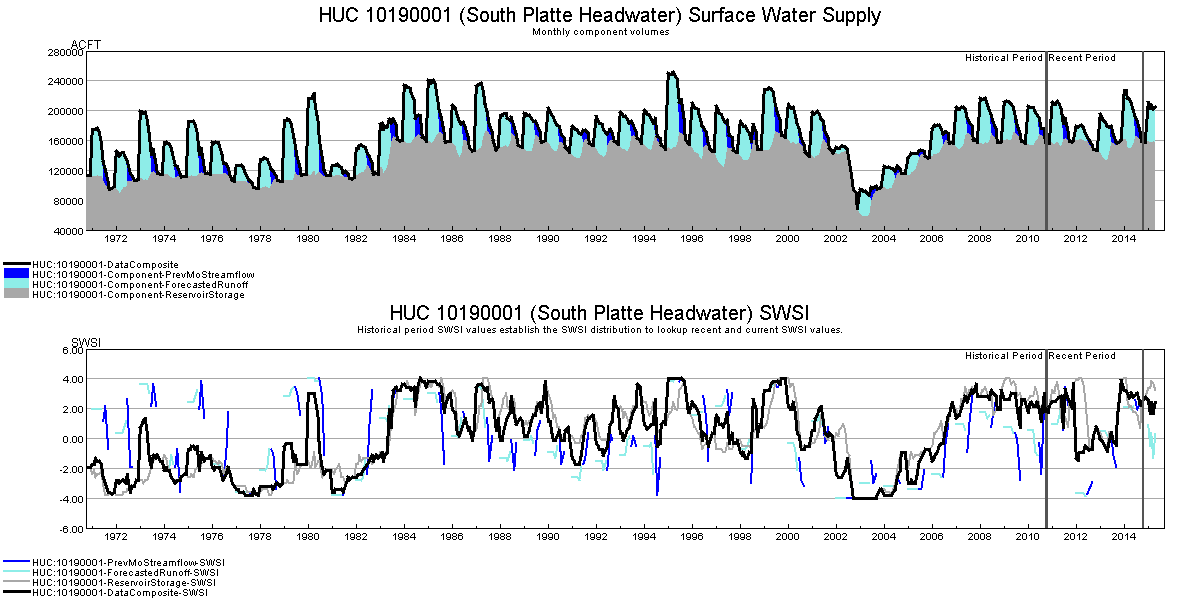 HUC 10190001 (South Platte Headwater) Surface Water Supply
Monthly component volumes
ACFT
280000
Historical Period Recent Period
240000
200000
160000
120000
80000
40000
1972 1974 1976 1978 1980 1982 1984 1986 1988 1990 1992 1994 1996 1998 2000 2002 2004 2006 2008 2010 2012 2014
HUC:10190001-DataComposite
HUC:10190001-Component-PrevMoStreamflow
HUC:10190001-Component-ForecastedRunoff
HUC:10190001-Component-ReservoirStorage
HUC 10190001 (South Platte Headwater) SWSI
Historical period SWSI values establish the SWSI distribution to lookup recent and current SWSI values.
SWSI
6.00
Historical Period Recent Period
4.00
2.00
0.00
-2.00
-4.00
-6.00
1972 1974 1976 1978 1980 1982 1984 1986 1988 1990 1992 1994 1996 1998 2000 2002 2004 2006 2008 2010 2012 2014
HUC:10190001-PrevMoStreamflow-SWSI
HUC:10190001-ForecastedRunoff-SWSI
HUC:10190001-ReservoirStorage-SWSI
HUC:10190001-DataComposite-SWSI